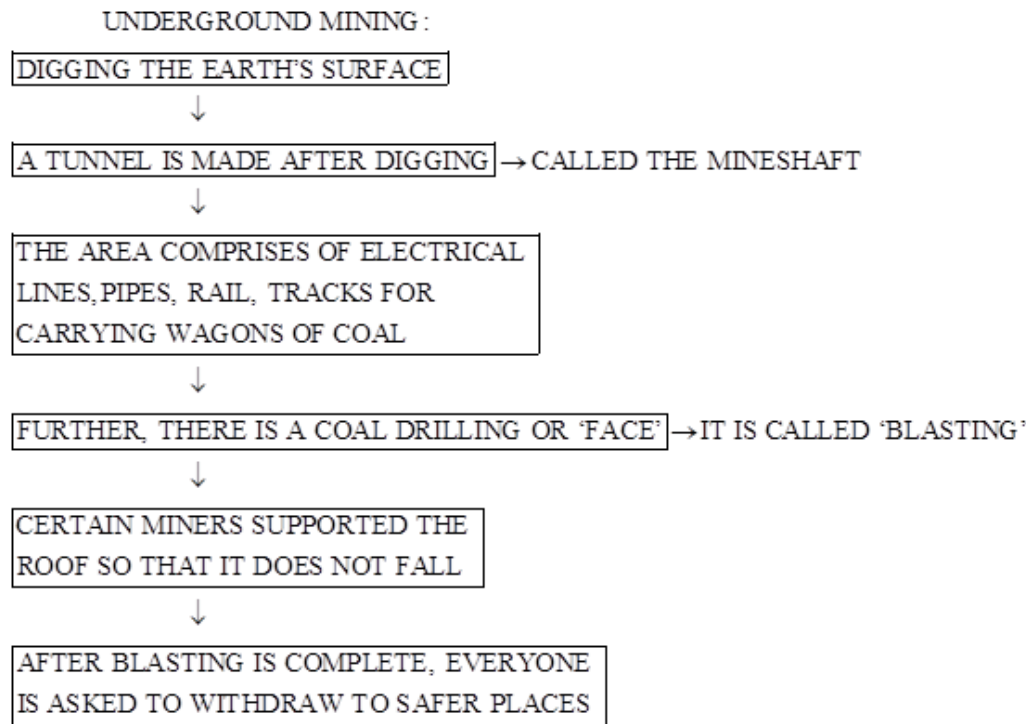 UNDERGROUND MINING:
DIGGING THE EARTH'S SURFACE
↓
A TUNNEL IS MADE AFTER DIGGING → CALLED THE MINESHAFT
↓
THE AREA COMPRISES OF ELECTRICAL
LINES, PIPES, RAIL, TRACKS FOR
CARRYING WAGONS OF COAL
↓
FURTHER, THERE IS A COAL DRILLING OR ‘FACE’ → IT IS CALLED ‘BLASTING’
↓
CERTAIN MINERS SUPPORTED THE
ROOF SO THAT IT DOES NOT FALL
↓
AFTER BLASTING IS COMPLETE, EVERYONE
IS ASKED TO WITHDRAW TO SAFER PLACES